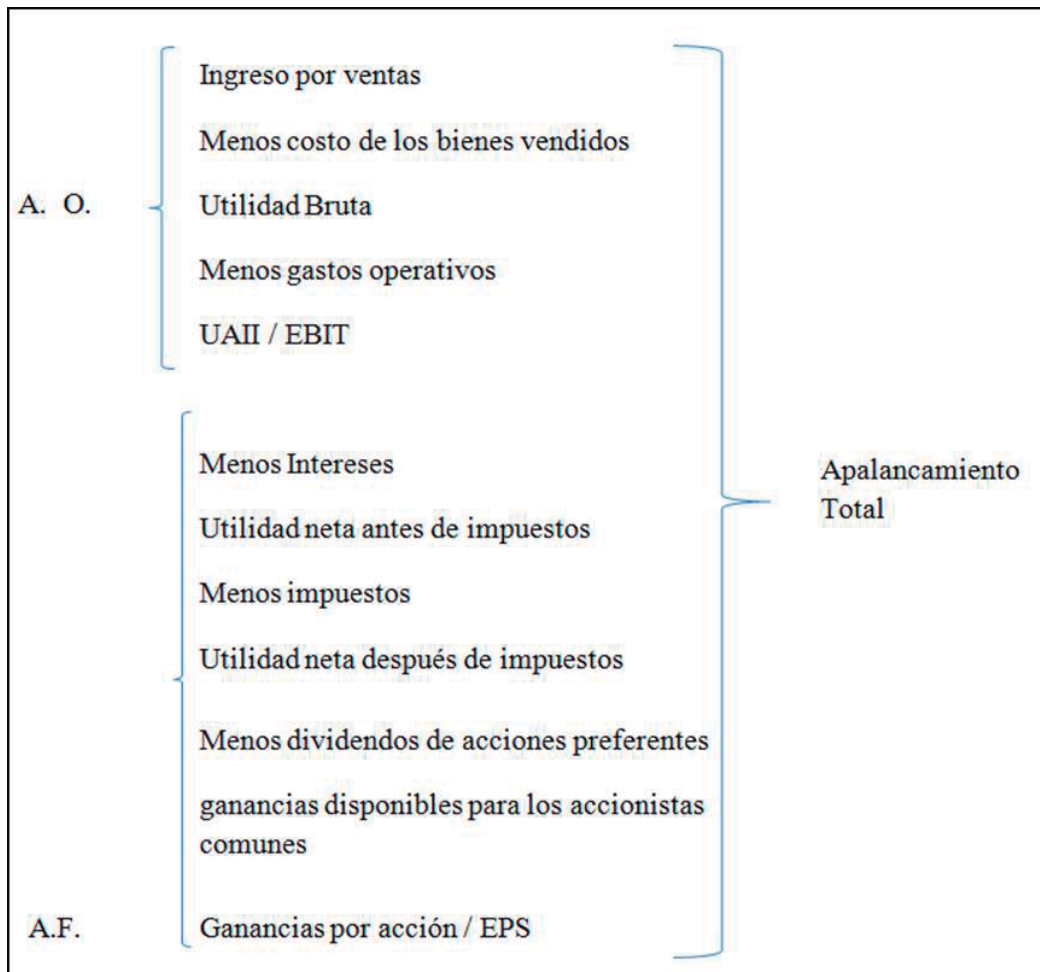 Ingreso por ventas
Menos costo de los bienes vendidos
A. O.
Utilidad Bruta
Menos gastos operativos
UAII / EBIT
Menos Intereses
Utilidad neta antes de impuestos
Menos impuestos
Utilidad neta después de impuestos
Menos dividendos de acciones preferentes
ganancias disponibles para los accionistas
comunes
A.F.
Ganancias por acción / EPS
Apalancamiento
Total